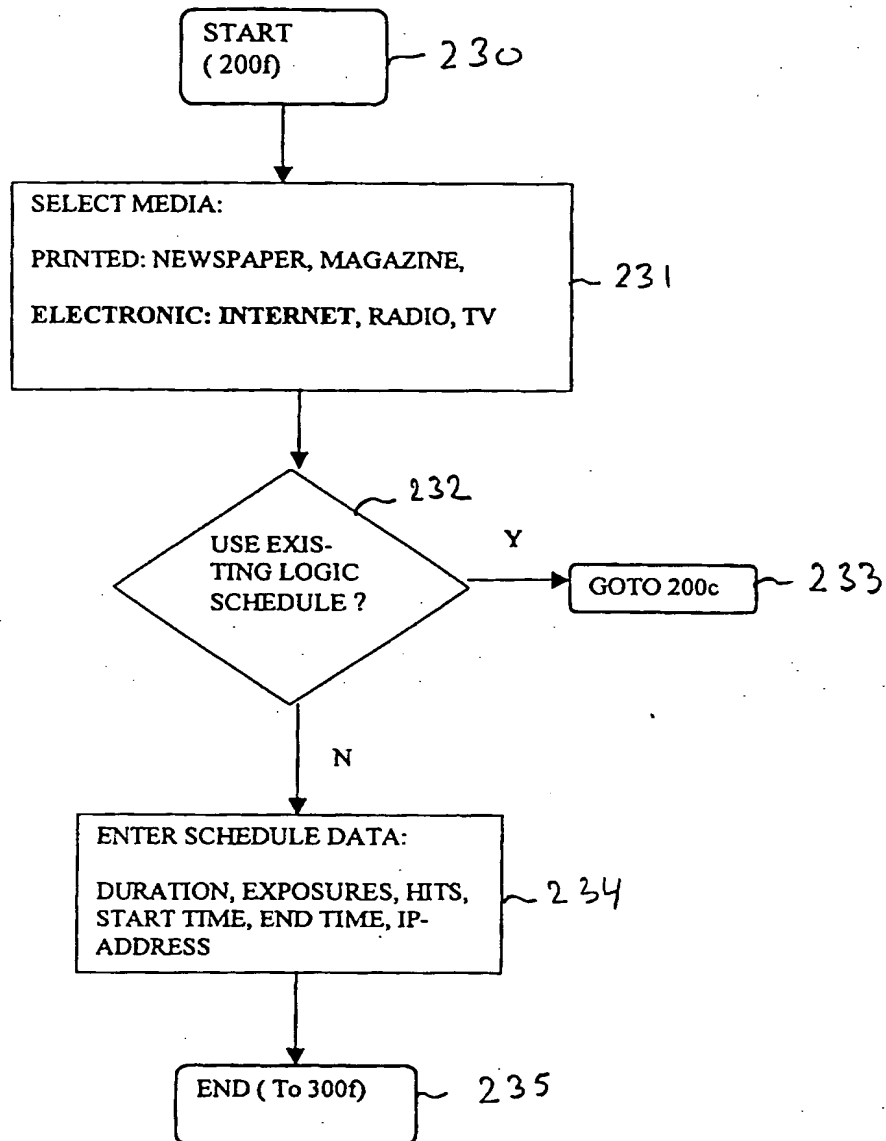 START
( 200f)
230
SELECT MEDIA:
PRINTED: NEWSPAPER, MAGAZINE,
ELECTRONIC: INTERNET, RADIO, TV
231
232
USE EXIS-
TING LOGIC
SCHEDULE ?
Y
GOTO 200c
233
N
ENTER SCHEDULE DATA:
DURATION, EXPOSURES, HITS,
START TIME, END TIME, IP-
ADDRESS
234
END ( To 300f)
235